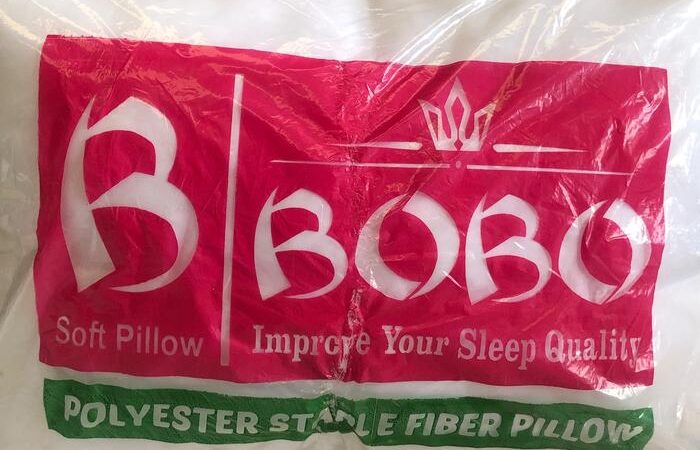 B
Soft Pillow
BOBO
Improve Your Sleep Quality
POLYESTER STAPLE FIBER PILLOW